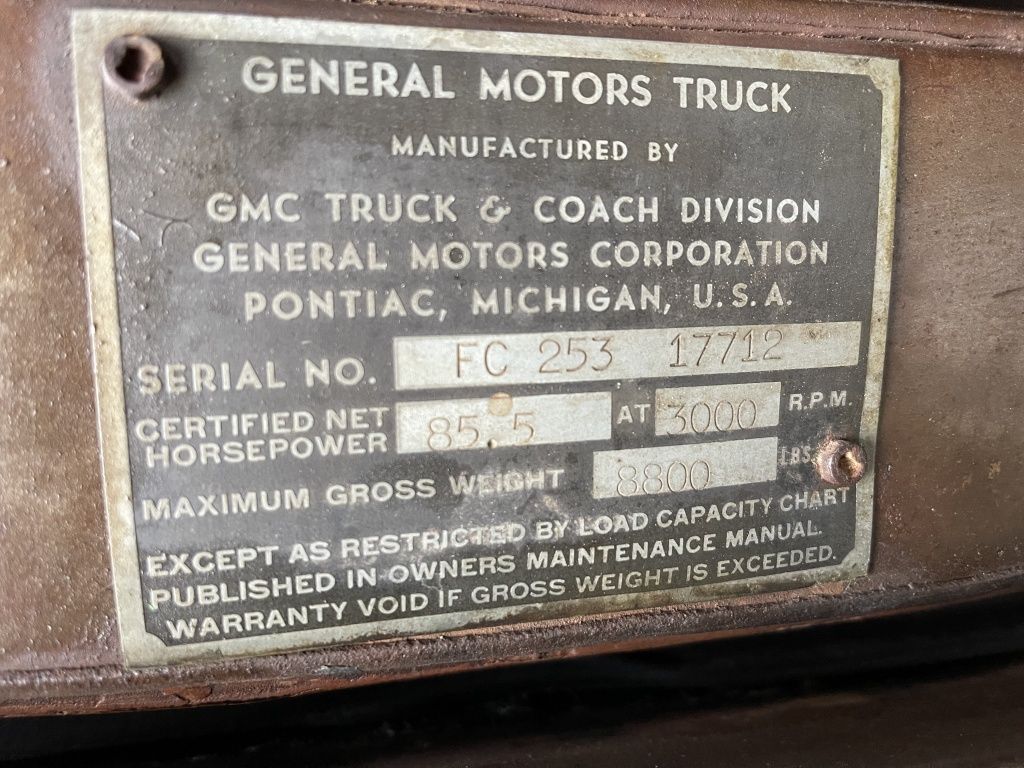 GENERAL MOTORS TRUCK
MANUFACTURED BY
GMC TRUCK & COACH DIVISION
GENERAL MOTORS CORPORATION
PONTIAC, MICHIGAN, U.S.A.
SERIAL NO. FC 253 17712
CERTIFIED NET HORSEPOWER 85.5 AT 3000 R.P.M.
MAXIMUM GROSS WEIGHT 8800 LBS
EXCEPT AS RESTRICTED BY LOAD CAPACITY CHART
PUBLISHED IN OWNERS MAINTENANCE MANUAL.
WARRANTY VOID IF GROSS WEIGHT IS EXCEEDED.